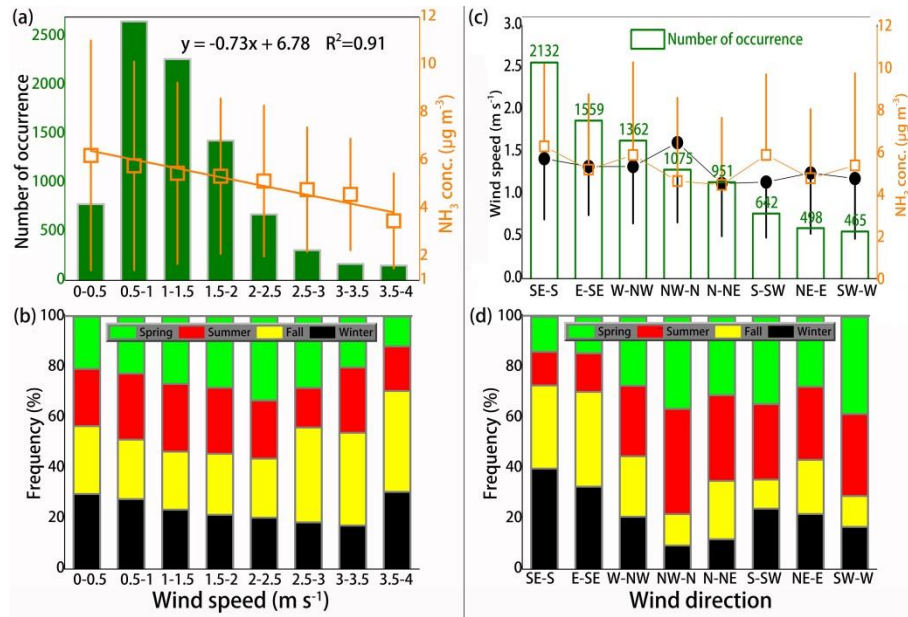 (a)
y = -0.73x + 6.78 R²=0.91
Number of occurrence
2500
2000
1500
1000
500
0
12
10
8
6
4
2
1
NH₃ conc. (µg m⁻³)
0-0.5 0.5-1 1-1.5 1.5-2 2-2.5 2.5-3 3-3.5 3.5-4
(c)
Number of occurrence
Wind speed (m s⁻¹)
3.0
2.5
2.0
1.5
1.0
0.5
0.0
2132
1559
1362
1075
951
642
498
465
12
10
8
6
4
2
0
NH₃ conc. (µg m⁻³)
SE-S E-SE W-NW NW-N N-NE S-SW NE-E SW-W
(b)
Spring Summer Fall Winter
Frequency (%)
100
80
60
40
20
0
0-0.5 0.5-1 1-1.5 1.5-2 2-2.5 2.5-3 3-3.5 3.5-4
Wind speed (m s⁻¹)
(d)
Spring Summer Fall Winter
Frequency (%)
100
80
60
40
20
0
SE-S E-SE W-NW NW-N N-NE S-SW NE-E SW-W
Wind direction